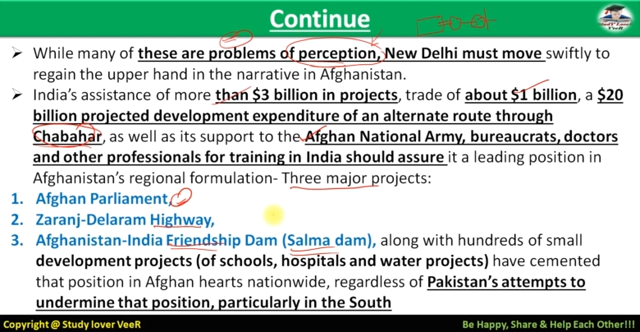 Continue
➢ While many of these are problems of perception, New Delhi must move swiftly to
regain the upper hand in the narrative in Afghanistan.
➢ India's assistance of more than $3 billion in projects, trade of about $1 billion, a $20
billion projected development expenditure of an alternate route through
Chabahar, as well as its support to the Afghan National Army, bureaucrats, doctors
and other professionals for training in India should assure it a leading position in
Afghanistan's regional formulation- Three major projects:
1. Afghan Parliament,
2. Zaranj-Delaram Highway,
3. Afghanistan-India Friendship Dam (Salma dam), along with hundreds of small
development projects (of schools, hospitals and water projects) have cemented
that position in Afghan hearts nationwide, regardless of Pakistan's attempts to
undermine that position, particularly in the South
Copyright @ Study lover VeeR
Be Happy, Share & Help Each Other!!!